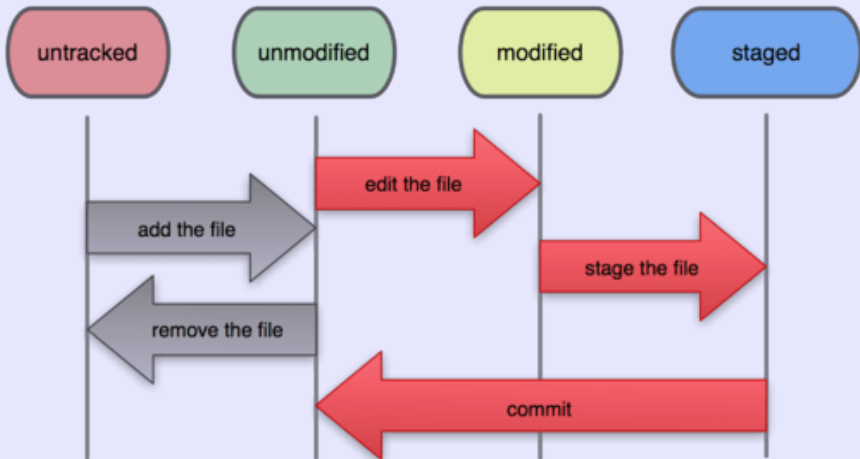 untracked
unmodified
modified
staged
edit the file
add the file
stage the file
remove the file
commit